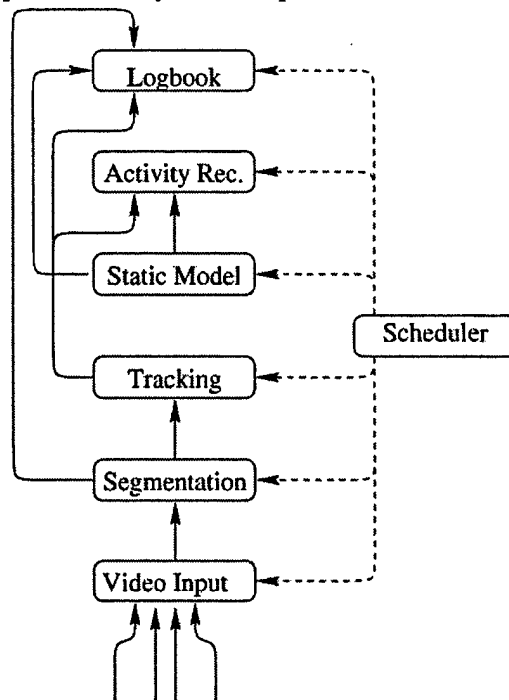 Logbook
Activity Rec.
Static Model
Scheduler
Tracking
Segmentation
Video Input